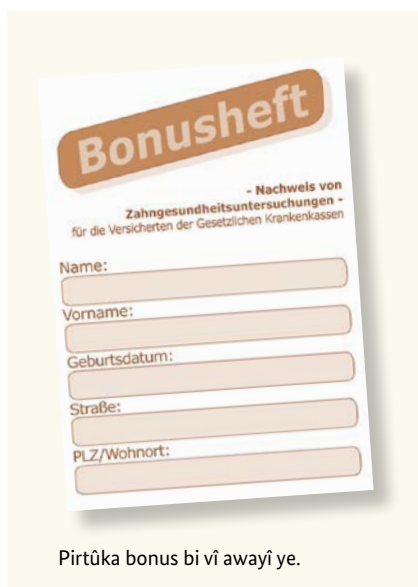 Bonusheft
- Nachweis von
Zahngesundheitsuntersuchungen -
für die Versicherten der Gesetzlichen Krankenkassen
Name:
Vorname:
Geburtsdatum:
Straße:
PLZ/Wohnort:
Pirtûka bonus bi vî awayî ye.